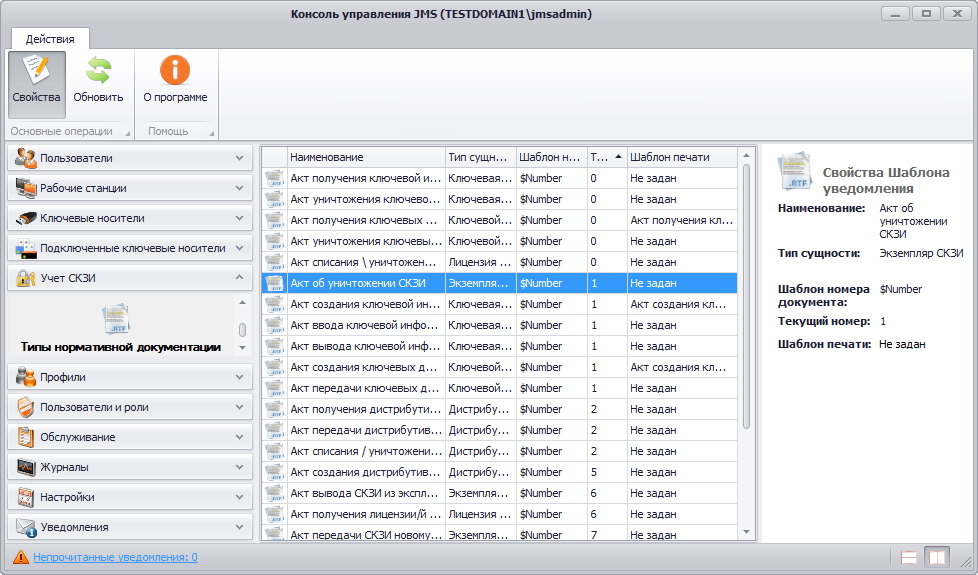 Консоль управления JMS (TESTDOMAIN1\jmsadmin)
Действия
Свойства
Обновить
О программе
Основные операции
Помощь
Пользователи
Рабочие станции
Ключевые носители
Подключенные ключевые носители
Учет СКЗИ
.RTF
Типы нормативной документации
Профили
Пользователи и роли
Обслуживание
Журналы
Настройки
Уведомления
Наименование Тип сущн... Шаблон н... Т... Шаблон печати
Акт получения ключевой и... Ключевая... $Number 0 Не задан
Акт уничтожения ключево... Ключевая... $Number 0 Не задан
Акт получения ключевых ... Ключевой... $Number 0 Акт получения кл...
Акт уничтожения ключевы... Ключевой... $Number 0 Не задан
Акт списания \ уничтожен... Лицензия ... $Number 0 Не задан
Акт об уничтожении СКЗИ Экземпля... $Number 1 Не задан
Акт создания ключевой ин... Ключевая... $Number 1 Акт создания кл...
Акт ввода ключевой инфо... Ключевая... $Number 1 Не задан
Акт вывода ключевой инф... Ключевая... $Number 1 Не задан
Акт создания ключевых д... Ключевой... $Number 1 Акт создания кл...
Акт передачи ключевых д... Ключевой... $Number 1 Не задан
Акт получения дистрибути... Дистрибу... $Number 2 Не задан
Акт передачи дистрибутив... Дистрибу... $Number 2 Не задан
Акт списания / уничтожени... Дистрибу... $Number 2 Не задан
Акт создания дистрибутив... Дистрибу... $Number 5 Не задан
Акт вывода СКЗИ из экспл... Экземпля... $Number 6 Не задан
Акт получения лицензии/й ... Лицензия ... $Number 6 Не задан
Акт передачи СКЗИ новому... Экземпля... $Number 7 Не задан
.RTF
Свойства Шаблона
уведомления
Наименование: Акт об
уничтожении
СКЗИ
Тип сущности: Экземпляр СКЗИ
Шаблон номера $Number
документа:
Текущий номер: 1
Шаблон печати: Не задан
Непрочитанные уведомления: 0